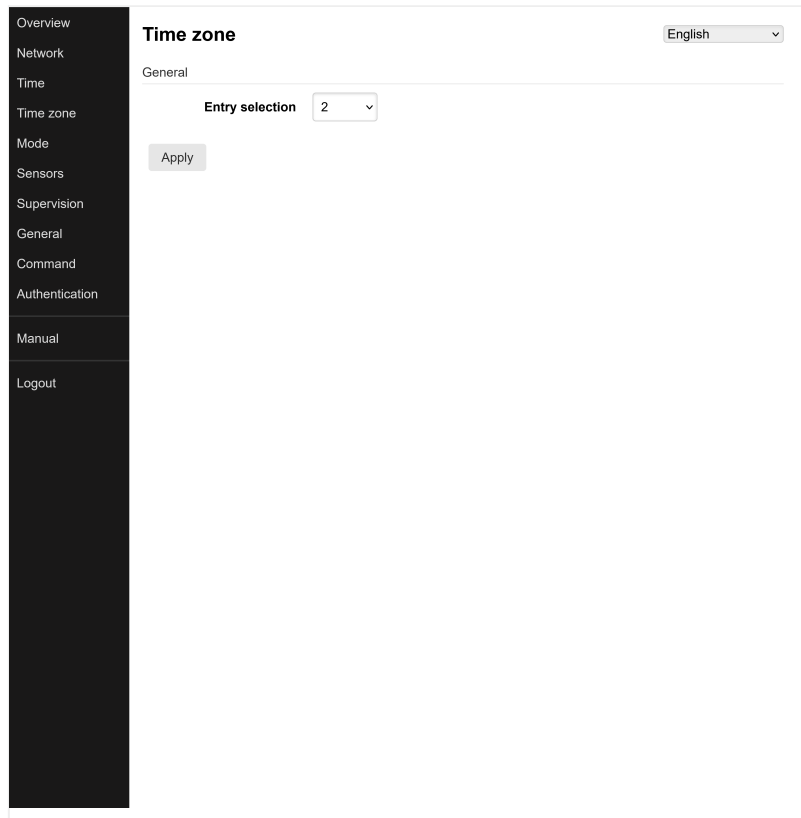 Overview
Network
Time
Time zone
Mode
Sensors
Supervision
General
Command
Authentication
Manual
Logout
Time zone
English
General
Entry selection 2
Apply